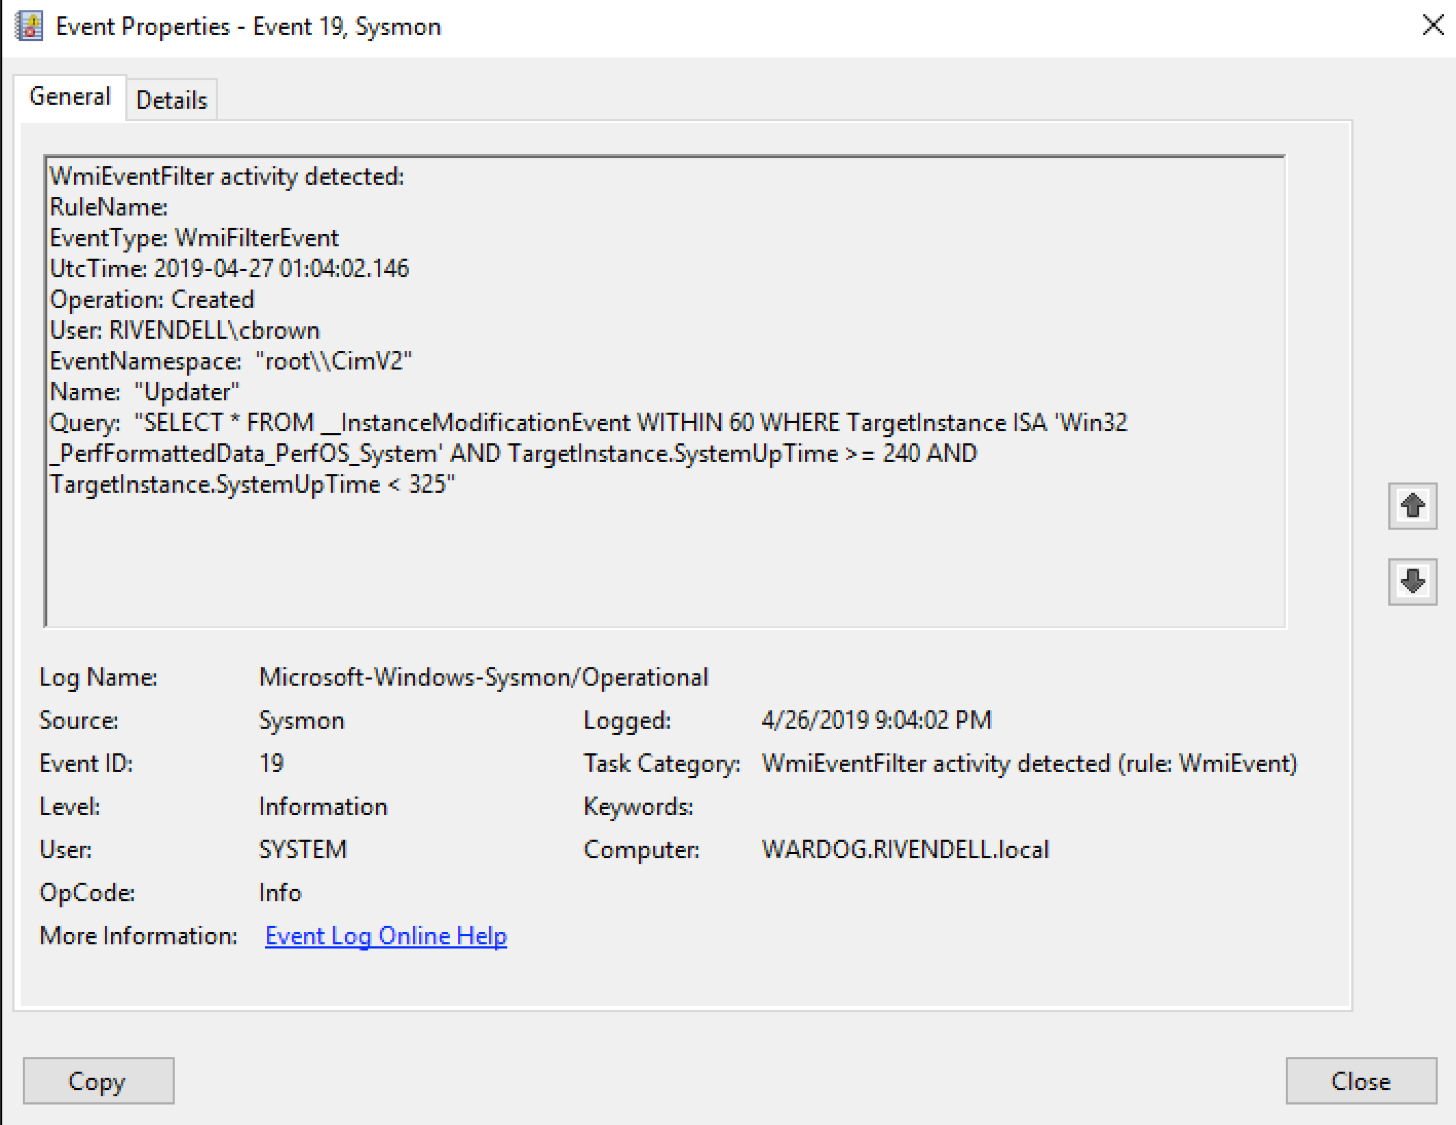 Event Properties - Event 19, Sysmon
General
Details
WmiEventFilter activity detected:
RuleName:
EventType: WmiFilterEvent
UtcTime: 2019-04-27 01:04:02.146
Operation: Created
User: RIVENDELL\cbrown
EventNamespace:  "root\\CimV2"
Name:  "Updater"
Query:  "SELECT * FROM __InstanceModificationEvent WITHIN 60 WHERE TargetInstance ISA 'Win32
_PerfFormattedData_PerfOS_System' AND TargetInstance.SystemUpTime >= 240 AND
TargetInstance.SystemUpTime < 325"
Log Name: Microsoft-Windows-Sysmon/Operational
Source: Sysmon Logged: 4/26/2019 9:04:02 PM
Event ID: 19 Task Category: WmiEventFilter activity detected (rule: WmiEvent)
Level: Information Keywords:
User: SYSTEM Computer: WARDOG.RIVENDELL.local
OpCode: Info
More Information: Event Log Online Help
Copy
Close